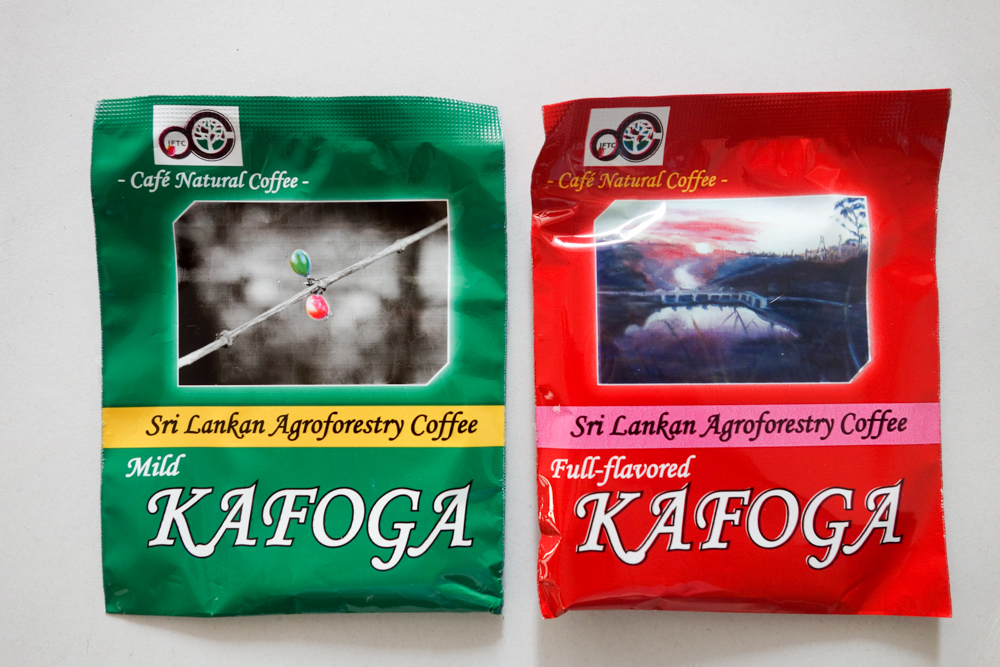 IFTC
- Café Natural Coffee -
Sri Lankan Agroforestry Coffee
Mild
KAFOGA
IFTC
- Café Natural Coffee -
Sri Lankan Agroforestry Coffee
Full-flavored
KAFOGA